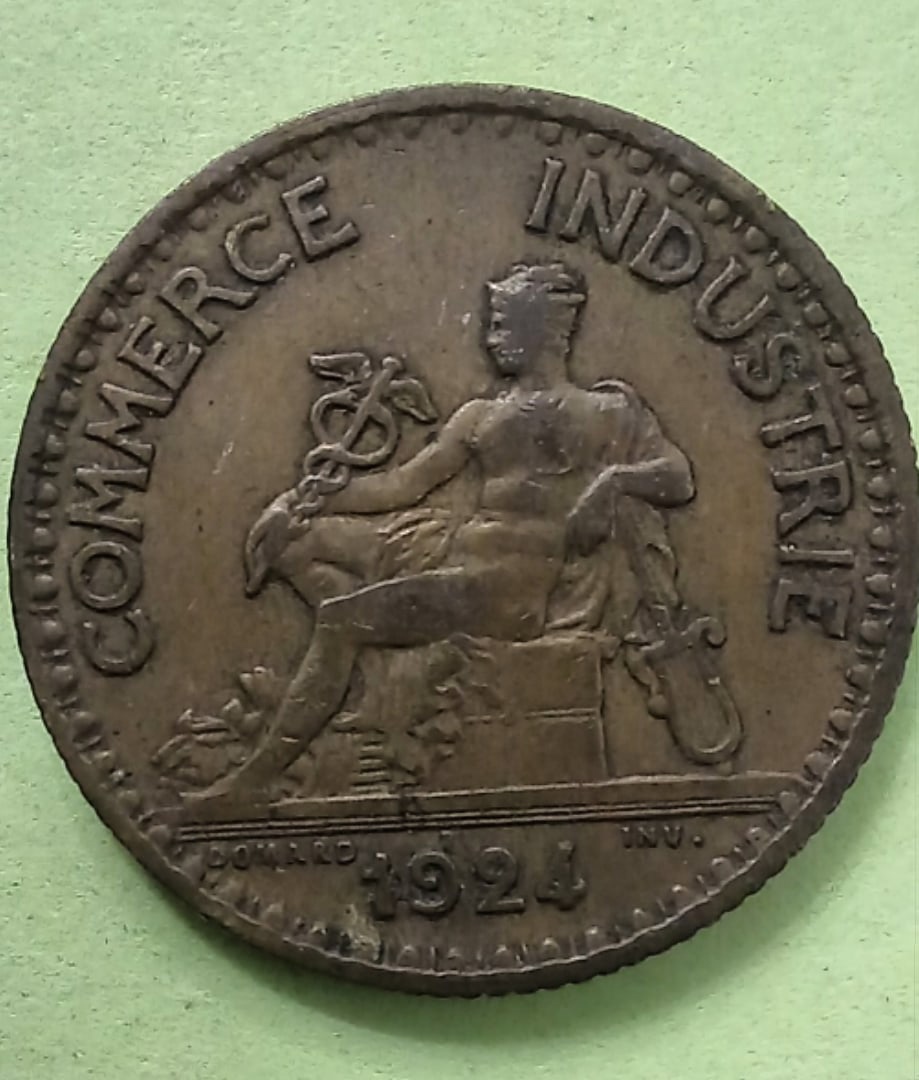 COMMERCE INDUSTRIE
DOMARD INV.
1924